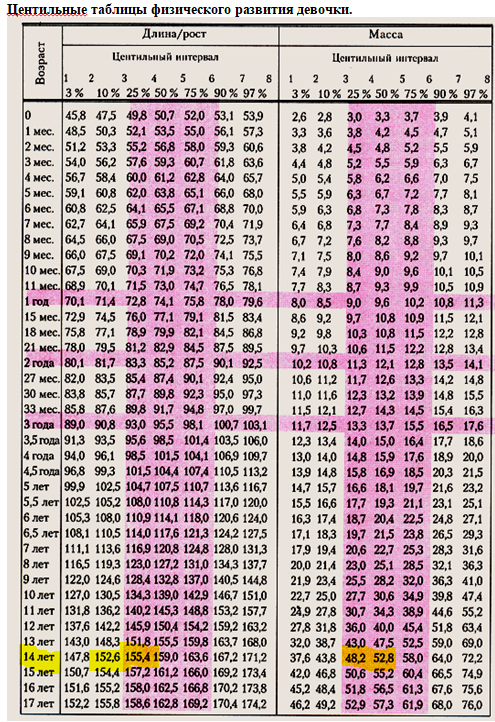 Центильные таблицы физического развития девочки.
Возраст Длина/рост Масса
Центильный интервал Центильный интервал
1 2 3 4 5 6 7 8 1 2 3 4 5 6 7 8
3 % 10 % 25 % 50 % 75 % 90 % 97 % 3 % 10 % 25 % 50 % 75 % 90 % 97 %
0 45,8 47,5 49,8 50,7 52,0 53,1 53,9 2,6 2,8 3,0 3,3 3,7 3,9 4,1
1 мес. 48,5 50,3 52,1 53,5 55,0 56,1 57,3 3,3 3,6 3,8 4,2 4,5 4,7 5,1
2 мес. 51,2 53,3 55,2 56,8 58,0 59,3 60,6 3,8 4,2 4,5 4,8 5,2 5,5 5,9
3 мес. 54,0 56,2 57,6 59,3 60,7 61,8 63,6 4,4 4,8 5,2 5,5 5,9 6,3 6,7
4 мес. 56,7 58,4 60,0 61,2 62,8 64,0 65,7 5,0 5,4 5,8 6,2 6,6 7,0 7,5
5 мес. 59,1 60,8 62,0 63,8 65,1 66,0 68,0 5,5 5,9 6,3 6,7 7,2 7,7 8,1
6 мес. 60,8 62,5 64,1 65,5 67,1 68,8 70,0 5,9 6,3 6,8 7,3 7,8 8,3 8,7
7 мес. 62,7 64,1 65,9 67,5 69,2 70,4 71,9 6,4 6,8 7,3 7,7 8,4 8,9 9,3
8 мес. 64,5 66,0 67,5 69,0 70,5 72,5 73,7 6,7 7,2 7,6 8,2 8,8 9,3 9,7
9 мес. 66,0 67,5 69,1 70,2 72,0 74,1 75,5 7,1 7,5 8,0 8,6 9,2 9,7 10,1
10 мес. 67,5 69,0 70,3 71,9 73,2 75,3 76,8 7,4 7,9 8,4 9,0 9,6 10,1 10,5
11 мес. 68,9 70,1 71,5 73,0 74,7 76,5 78,1 7,7 8,3 8,7 9,3 9,9 10,5 10,9
1 год 70,1 71,4 72,8 74,1 75,8 78,0 79,6 8,0 8,5 9,0 9,6 10,2 10,8 11,3
15 мес. 72,9 74,5 76,0 77,1 79,1 81,5 83,4 8,6 9,2 9,7 10,8 10,9 11,5 12,1
18 мес. 75,8 77,1 78,9 79,9 82,1 84,5 86,8 9,2 9,8 10,3 10,8 11,5 12,2 12,8
21 мес. 78,0 79,5 81,2 82,9 84,5 87,5 89,5 9,7 10,3 10,6 11,5 12,2 12,8 13,4
2 года 80,1 81,7 83,3 85,2 87,5 90,1 92,5 10,2 10,8 11,3 12,1 12,8 13,5 14,1
27 мес. 82,0 83,5 85,4 87,4 90,1 92,4 95,0 10,6 11,2 11,7 12,6 13,3 14,2 14,8
30 мес. 83,8 85,7 87,7 89,8 92,3 95,0 97,3 11,0 11,6 12,3 13,2 13,9 14,8 15,5
33 мес. 85,8 87,6 89,8 91,7 94,8 97,0 99,7 11,5 12,1 12,7 14,3 14,5 15,4 16,3
3 года 89,0 90,8 93,0 95,5 98,1 100,7 103,1 11,7 12,5 13,3 13,7 15,5 16,5 17,6
3,5 года 91,3 93,5 95,6 98,5 101,4 103,5 106,0 12,3 13,4 14,0 15,0 16,4 17,7 18,6
4 года 94,0 96,1 98,5 101,5 104,1 106,9 109,7 13,0 14,0 14,8 15,9 17,6 18,9 20,0
4,5 года 96,8 99,3 101,5 104,4 107,4 110,5 113,2 13,9 14,8 15,8 16,9 18,5 20,3 21,5
5 лет 99,9 102,5 104,7 107,5 110,7 113,6 116,7 14,7 15,7 16,6 18,1 19,7 21,6 23,2
5,5 лет 102,5 105,2 108,0 110,8 114,3 117,0 120,0 15,5 16,6 17,7 19,3 21,1 23,1 25,1
6 лет 105,3 108,0 110,9 114,1 118,0 120,6 124,0 16,3 17,4 18,7 20,4 22,5 24,8 27,1
6,5 лет 108,1 110,5 114,0 117,6 121,3 124,2 127,5 17,1 18,3 19,7 21,5 23,8 26,5 29,3
7 лет 111,1 113,6 116,9 120,8 124,8 128,0 131,3 17,9 19,4 20,6 22,7 25,3 28,3 31,6
8 лет 116,5 119,3 123,0 127,2 131,0 134,3 137,7 20,0 21,4 23,0 25,1 28,5 32,1 36,3
9 лет 122,0 124,6 128,4 132,8 137,0 140,5 144,8 21,9 23,4 25,5 28,2 32,0 36,3 41,0
10 лет 127,0 130,5 134,3 139,0 142,9 146,7 151,0 22,7 25,0 27,7 30,6 34,9 39,8 47,4
11 лет 131,8 136,2 140,2 145,3 148,8 153,2 157,7 24,9 27,8 30,7 34,3 38,9 44,6 55,2
12 лет 137,6 142,2 145,9 150,4 154,2 159,2 163,2 27,8 31,8 36,0 40,0 45,4 51,8 63,4
13 лет 143,0 148,3 151,8 155,5 159,8 163,7 168,0 32,0 38,7 43,0 47,5 52,5 59,0 69,0
14 лет 147,8 152,6 155,4 159,0 163,6 167,2 171,2 37,6 43,8 48,2 52,8 58,0 64,0 72,2
15 лет 150,7 154,4 157,2 161,2 166,0 169,2 173,4 42,0 46,8 50,6 55,2 60,4 66,5 74,9
16 лет 151,6 155,2 158,0 162,5 166,8 170,2 173,8 45,2 48,4 51,8 56,5 61,3 67,6 75,6
17 лет 152,2 155,8 158,6 162,8 169,2 170,4 174,2 46,2 49,2 52,9 57,3 61,9 68,0 76,0